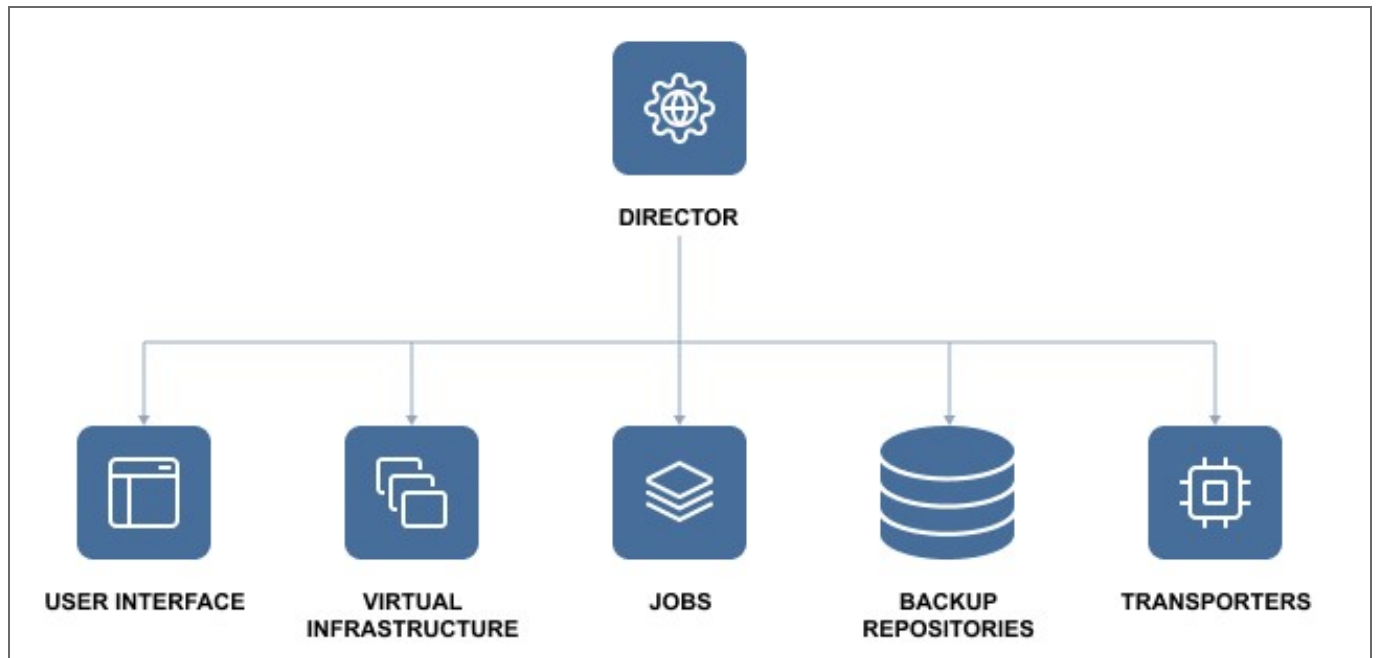 DIRECTOR
USER INTERFACE
VIRTUAL
INFRASTRUCTURE
JOBS
BACKUP
REPOSITORIES
TRANSPORTERS